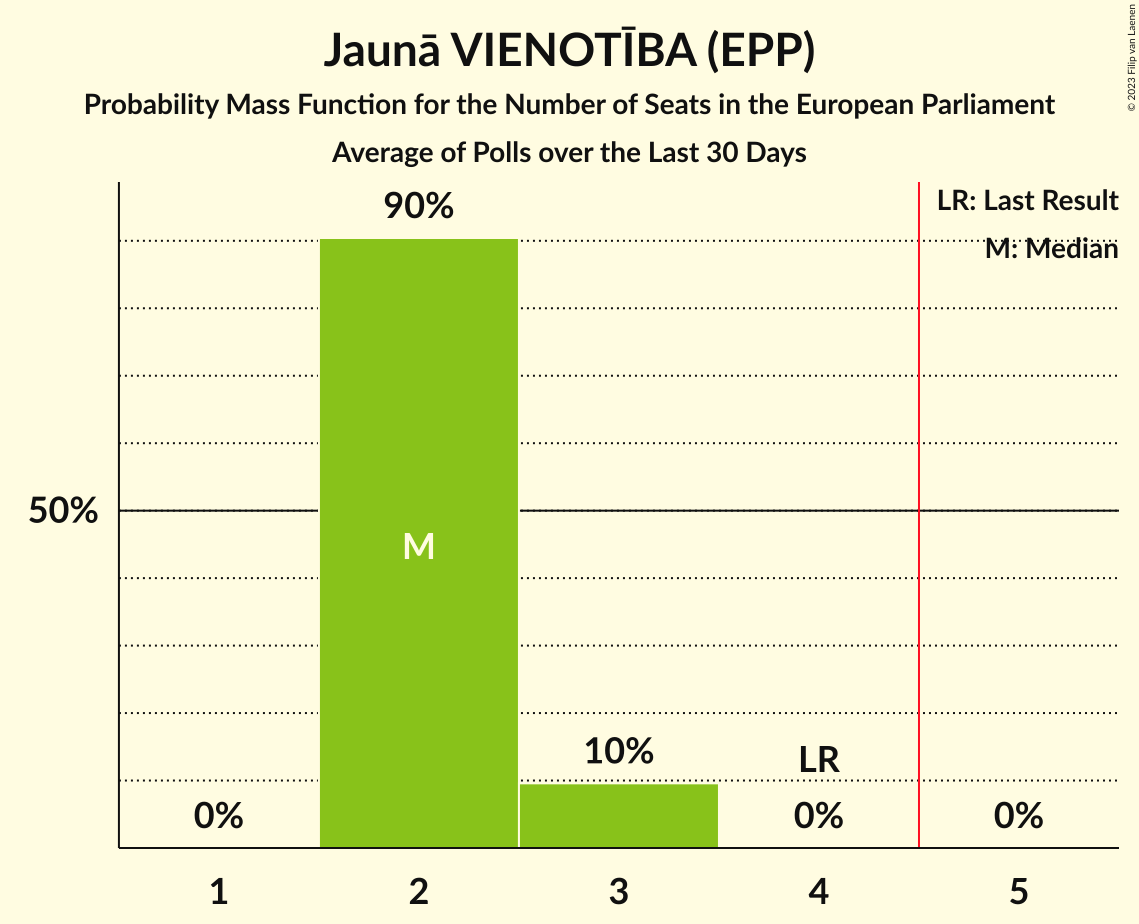 Jaunā VIENOTĪBA (EPP)
Probability Mass Function for the Number of Seats in the European Parliament
Average of Polls over the Last 30 Days
© 2023 Filip van Laenen
LR: Last Result
M: Median
90%
50%
M
10%
LR
0%
0%
0%
1
2
3
4
5